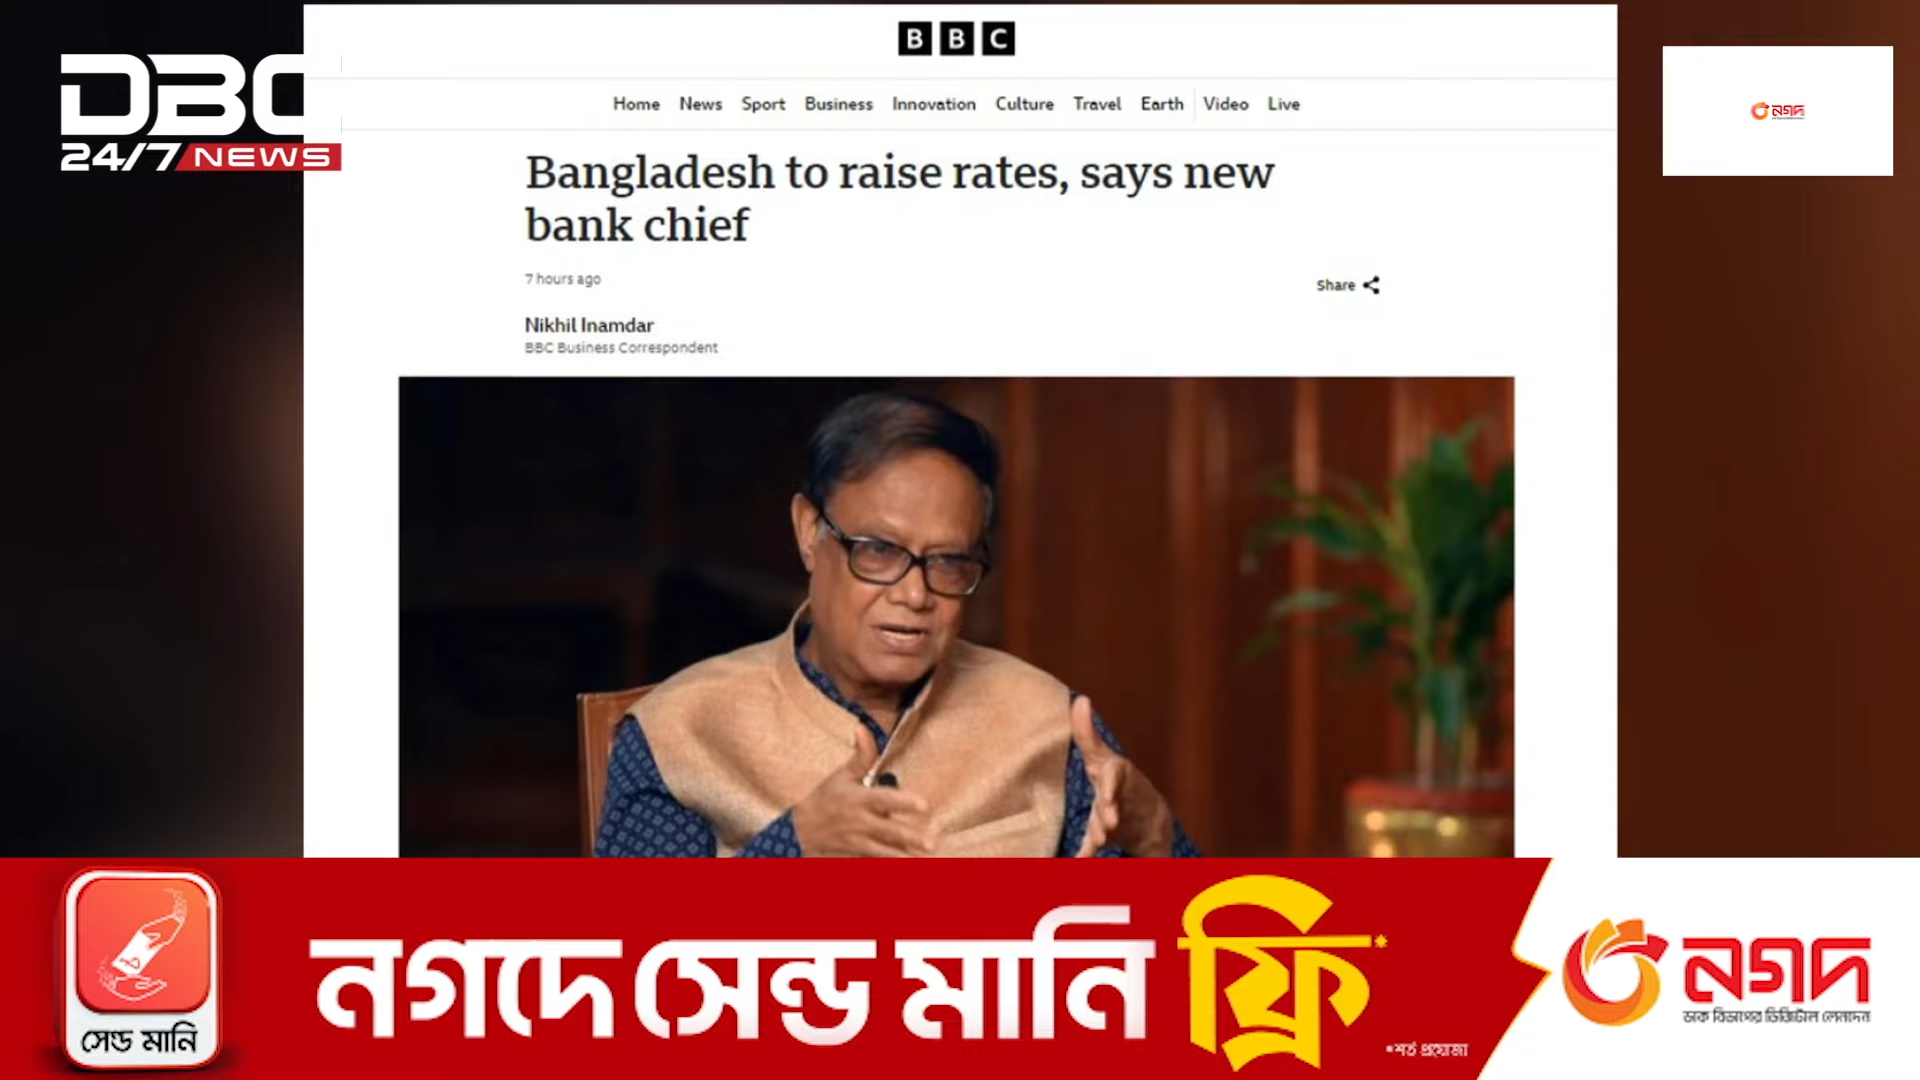 DBC
24/7 NEWS
BBC
নগদ
Home News Sport Business Innovation Culture Travel Earth Video Live
Bangladesh to raise rates, says new
bank chief
7 hours ago
Share
Nikhil Inamdar
BBC Business Correspondent
সেন্ড মানি
নগদে সেন্ড মানি ফ্রি*
*শর্ত প্রযোজ্য
নগদ
ডাক বিভাগের ডিজিটাল লেনদেন